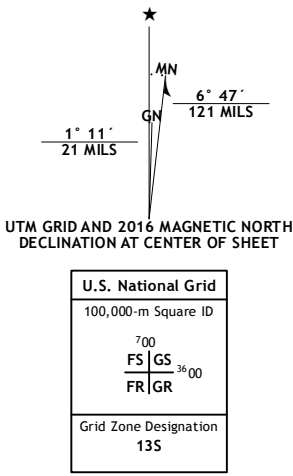 ★
MN
6° 47´
121 MILS
GN
1° 11´
21 MILS
UTM GRID AND 2016 MAGNETIC NORTH
DECLINATION AT CENTER OF SHEET
U.S. National Grid
100,000-m Square ID
⁷00
FS GS
³⁶00
FR GR
Grid Zone Designation
13S